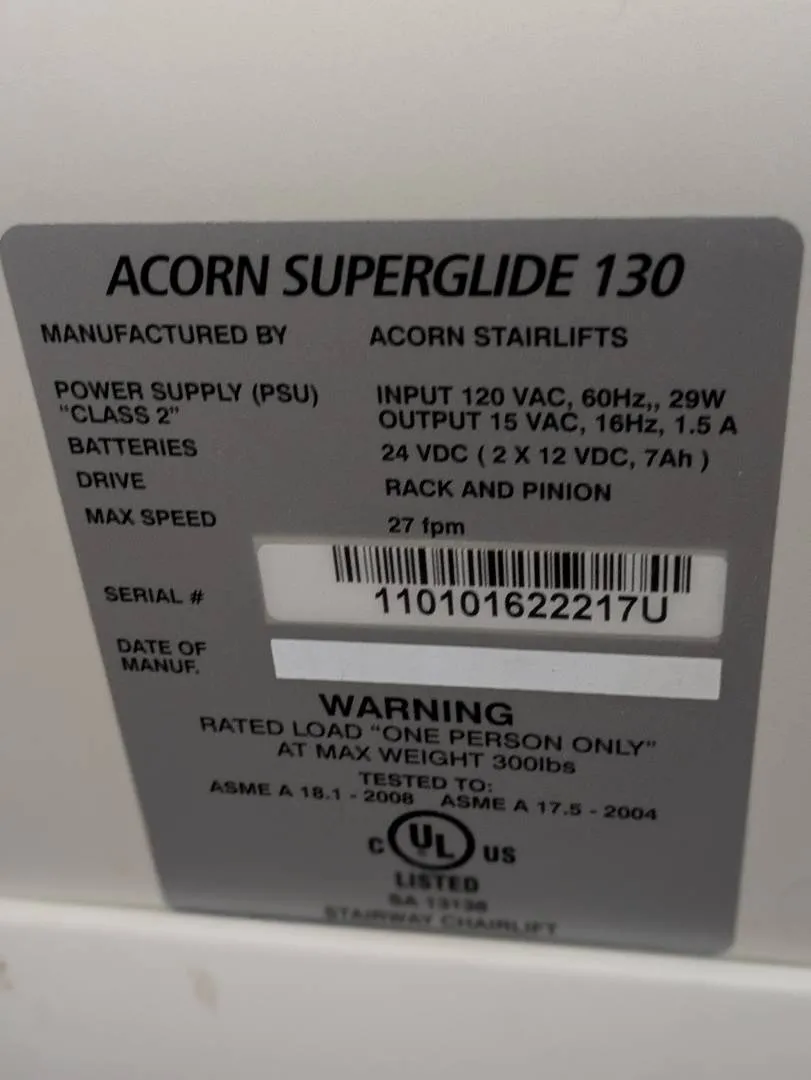 ACORN SUPERGLIDE 130
MANUFACTURED BY ACORN STAIRLIFTS
POWER SUPPLY (PSU) INPUT 120 VAC, 60Hz,, 29W
"CLASS 2" OUTPUT 15 VAC, 16Hz, 1.5 A
BATTERIES 24 VDC ( 2 X 12 VDC, 7Ah )
DRIVE RACK AND PINION
MAX SPEED 27 fpm
SERIAL # 110101622217U
DATE OF
MANUF.
WARNING
RATED LOAD "ONE PERSON ONLY"
AT MAX WEIGHT 300lbs
TESTED TO:
ASME A 18.1 - 2008 ASME A 17.5 - 2004
C UL US
LISTED
SA 13138
STAIRWAY CHAIRLIFT